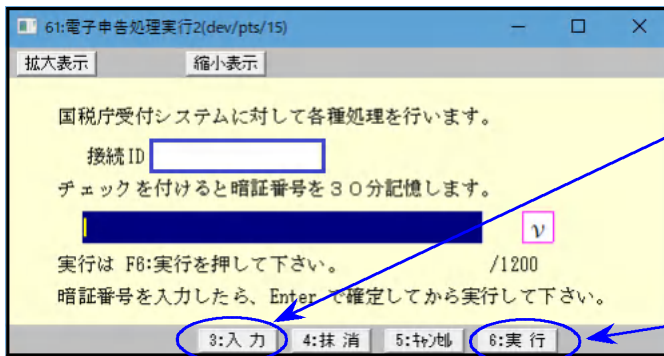 61:電子申告処理実行2(dev/pts/15)
拡大表示 縮小表示
国税庁受付システムに対して各種処理を行います。
接続ID
チェックを付けると暗証番号を30分記憶します。
ν
実行は F6:実行を押して下さい。 /1200
暗証番号を入力したら、Enter で確定してから実行して下さい。
3:入 力 4:抹 消 5:ｷｬﾝｾﾙ 6:実 行